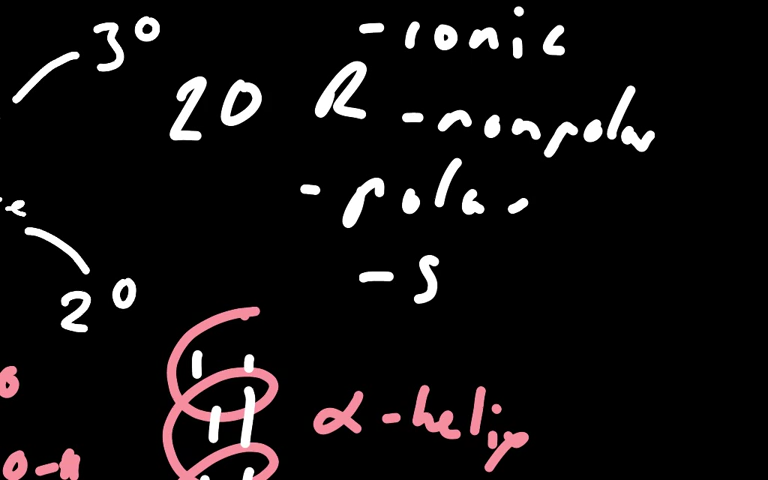 3° - ionic
20 R - nonpolar
- polar
2° - S
α-helix